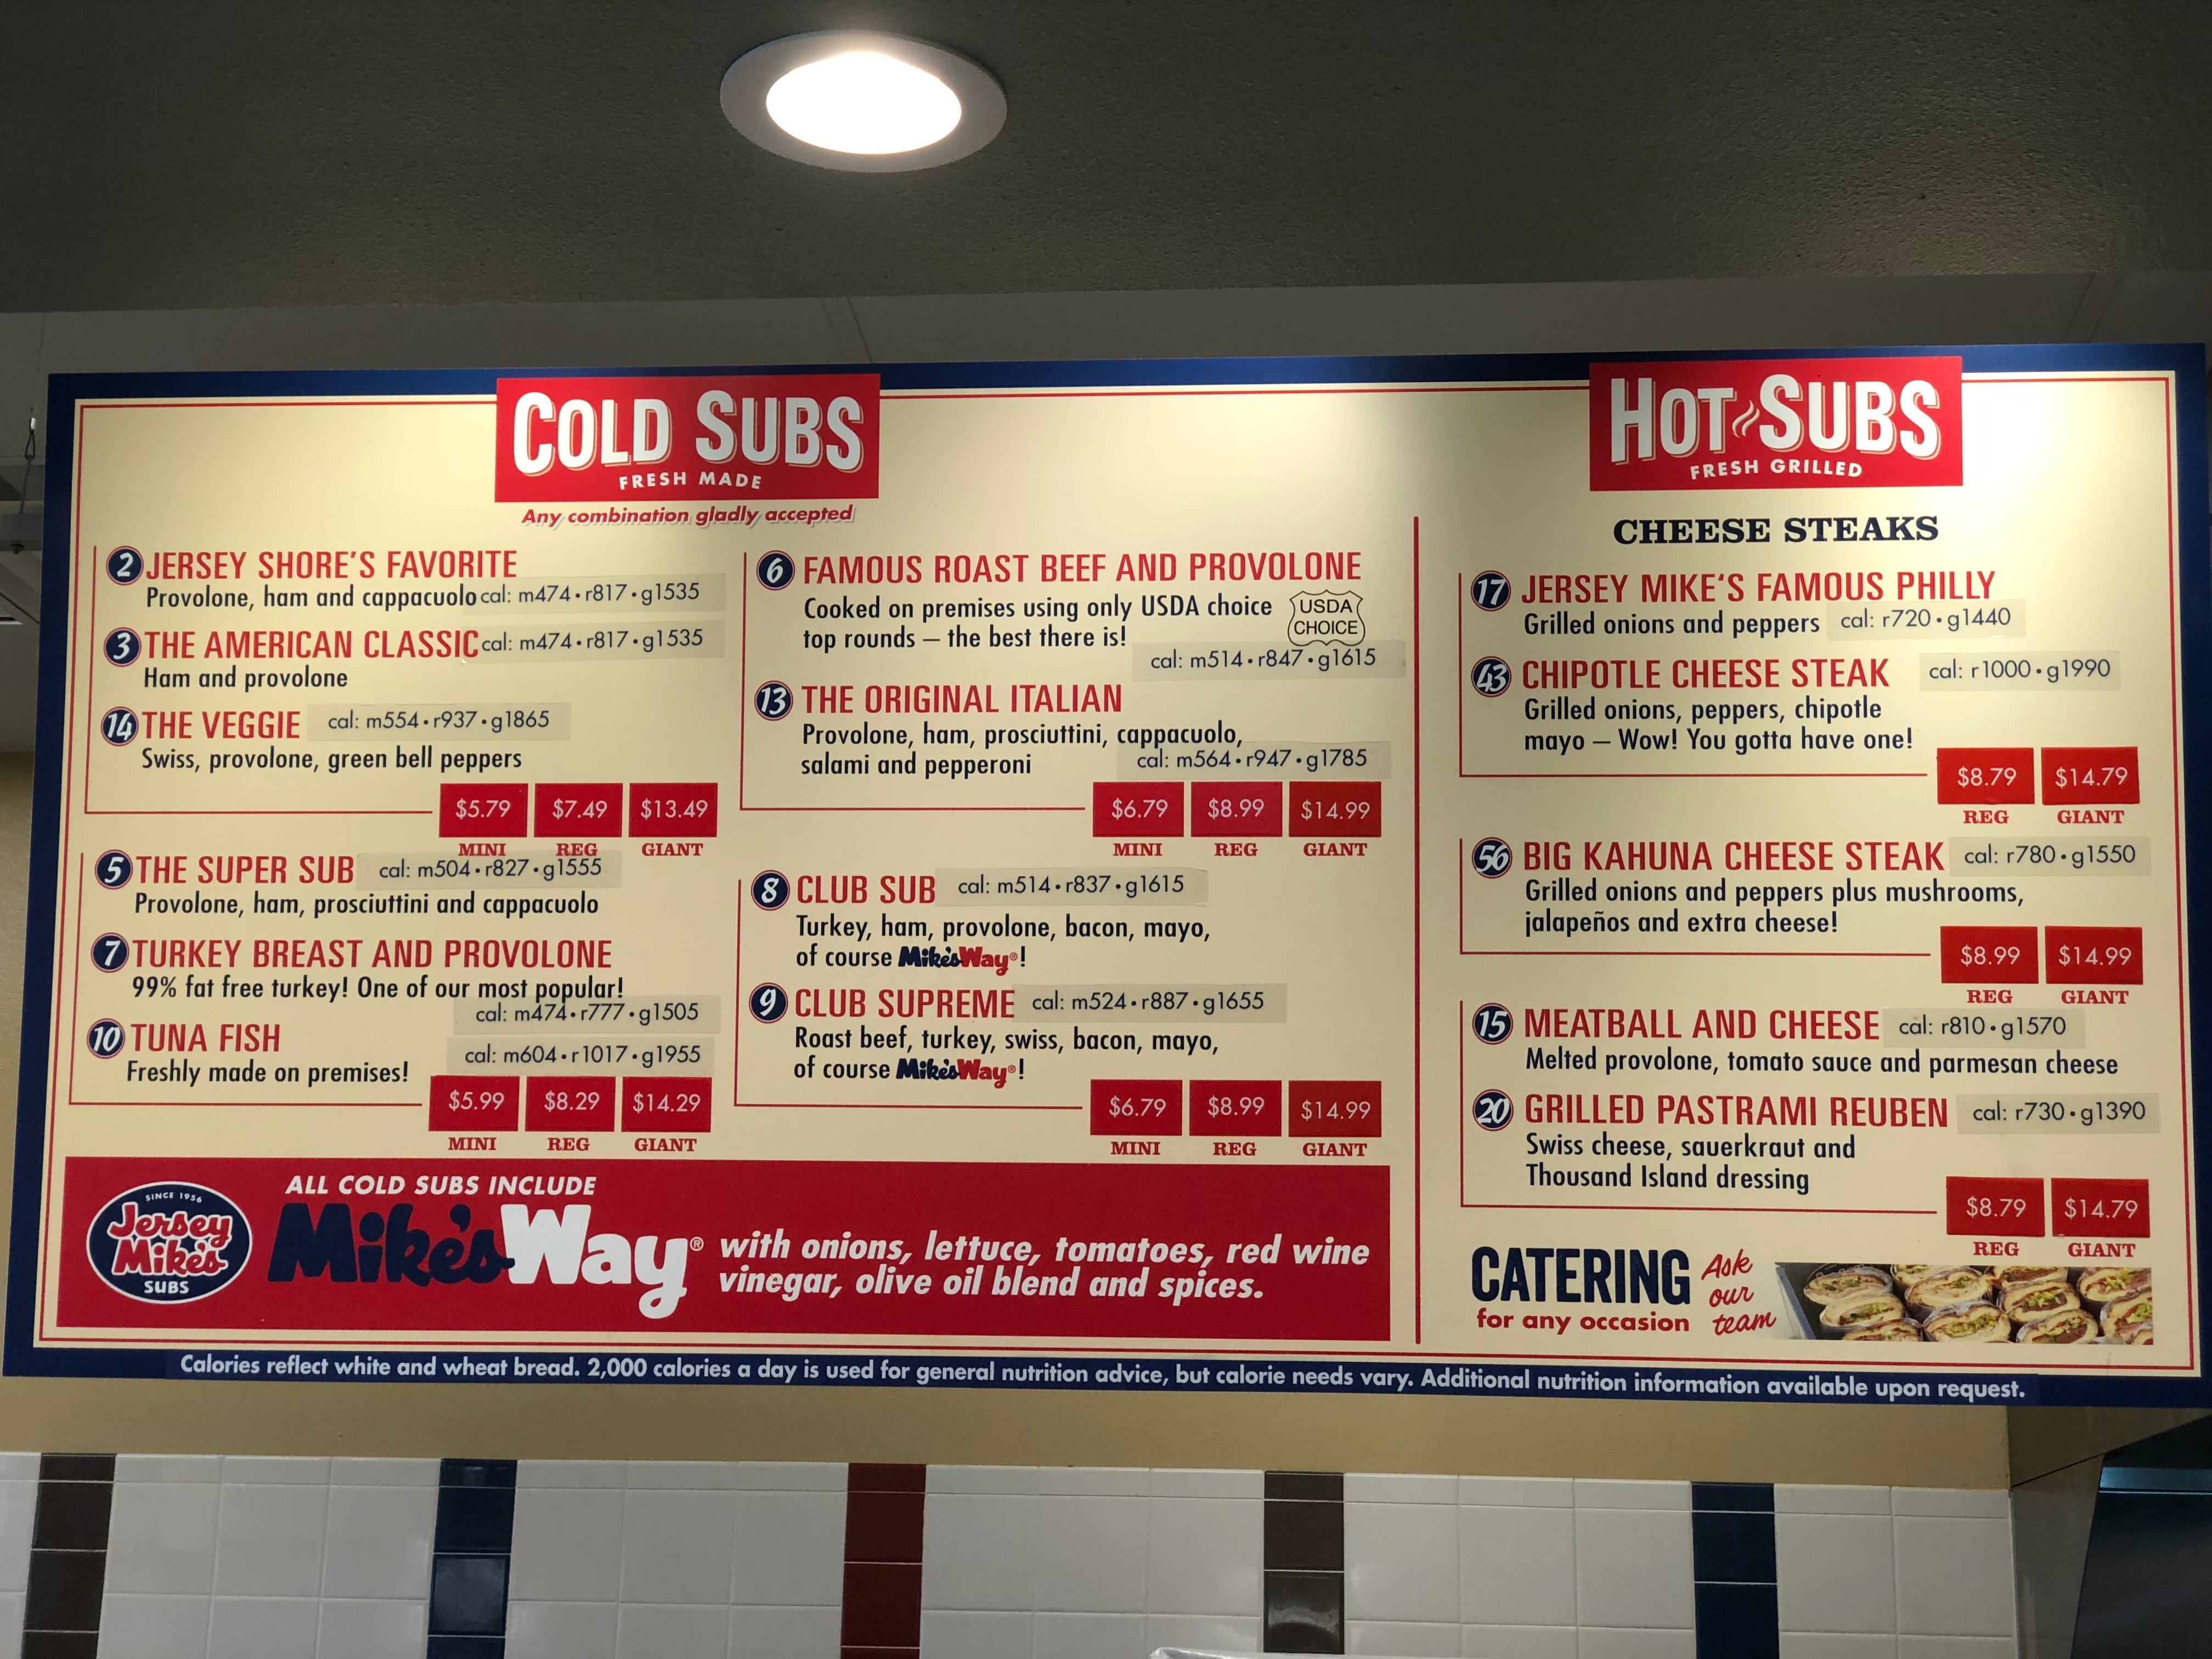 COLD SUBS
FRESH MADE
Any combination gladly accepted
2 JERSEY SHORE'S FAVORITE
Provolone, ham and cappacuolo cal: m474•r817•g1535
3 THE AMERICAN CLASSIC cal: m474•r817•g1535
Ham and provolone
14 THE VEGGIE cal: m554•r937•g1865
Swiss, provolone, green bell peppers
$5.79 $7.49 $13.49
MINI REG GIANT
5 THE SUPER SUB cal: m504•r827•g1555
Provolone, ham, prosciuttini and cappacuolo
7 TURKEY BREAST AND PROVOLONE
99% fat free turkey! One of our most popular!
cal: m474•r777•g1505
10 TUNA FISH cal: m604•r1017•g1955
Freshly made on premises!
$5.99 $8.29 $14.29
MINI REG GIANT
6 FAMOUS ROAST BEEF AND PROVOLONE
Cooked on premises using only USDA choice
top rounds – the best there is!
USDA
CHOICE
cal: m514•r847•g1615
13 THE ORIGINAL ITALIAN
Provolone, ham, prosciuttini, cappacuolo,
salami and pepperoni cal: m564•r947•g1785
$6.79 $8.99 $14.99
MINI REG GIANT
8 CLUB SUB cal: m514•r837•g1615
Turkey, ham, provolone, bacon, mayo,
of course Mike's Way®!
9 CLUB SUPREME cal: m524•r887•g1655
Roast beef, turkey, swiss, bacon, mayo,
of course Mike's Way®!
$6.79 $8.99 $14.99
MINI REG GIANT
SINCE 1956
Jersey
Mike's
SUBS
ALL COLD SUBS INCLUDE
Mike's Way®
with onions, lettuce, tomatoes, red wine
vinegar, olive oil blend and spices.
HOT SUBS
FRESH GRILLED
CHEESE STEAKS
17 JERSEY MIKE'S FAMOUS PHILLY
Grilled onions and peppers cal: r720•g1440
43 CHIPOTLE CHEESE STEAK cal: r1000•g1990
Grilled onions, peppers, chipotle
mayo – Wow! You gotta have one!
$8.79 $14.79
REG GIANT
56 BIG KAHUNA CHEESE STEAK cal: r780•g1550
Grilled onions and peppers plus mushrooms,
jalapeños and extra cheese!
$8.99 $14.99
REG GIANT
15 MEATBALL AND CHEESE cal: r810•g1570
Melted provolone, tomato sauce and parmesan cheese
20 GRILLED PASTRAMI REUBEN cal: r730•g1390
Swiss cheese, sauerkraut and
Thousand Island dressing
$8.79 $14.79
REG GIANT
CATERING
for any occasion
Ask
our
team
Calories reflect white and wheat bread. 2,000 calories a day is used for general nutrition advice, but calorie needs vary. Additional nutrition information available upon request.